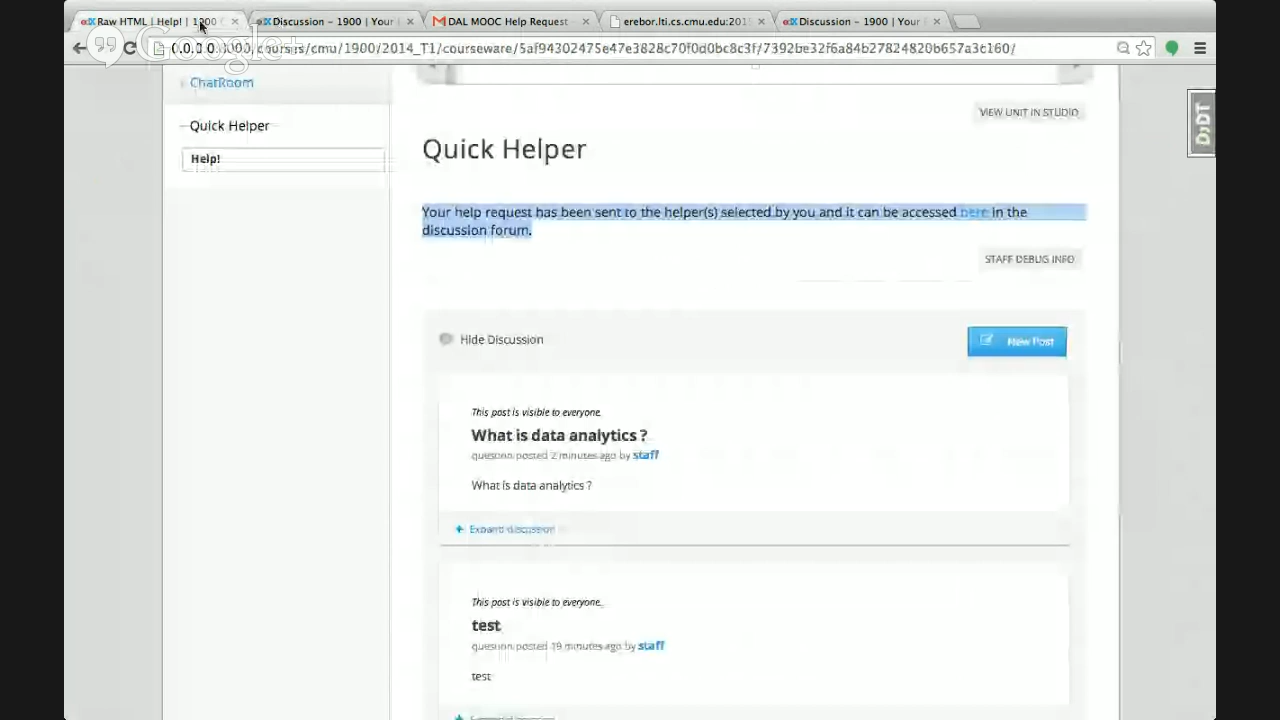 Raw HTML | Help! | 1900
Discussion – 1900 | Your
DAL MOOC Help Request
erebor.lti.cs.cmu.edu:201
Discussion – 1900 | Your
Google+
/courses/cmu/1900/2014_T1/courseware/5af94302475e47e3828c70f0d0bc8c3f/7392be32f6a84b27824820b657a3c160/
ChatRoom
Quick Helper
Help!
DjDT
VIEW UNIT IN STUDIO
Quick Helper
Your help request has been sent to the helper(s) selected by you and it can be accessed here in the
discussion forum.
STAFF DEBUG INFO
Hide Discussion
New Post
This post is visible to everyone.
What is data analytics ?
question posted 2 minutes ago by staff
What is data analytics ?
Expand discussion
This post is visible to everyone.
test
question posted 19 minutes ago by staff
test